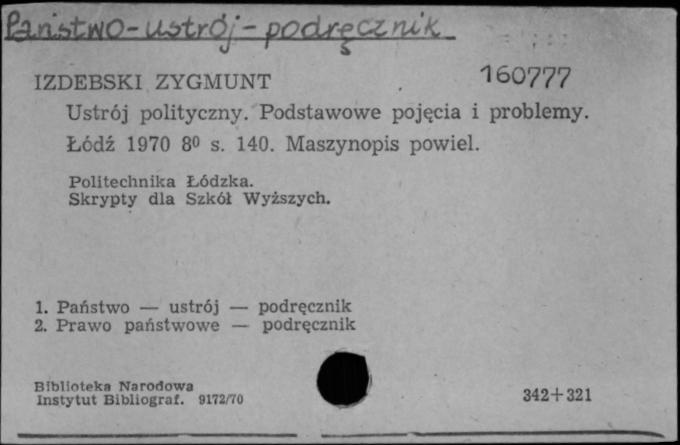 Państwo-ustrój-podręcznik
IZDEBSKI ZYGMUNT 160777
Ustrój polityczny. Podstawowe pojęcia i problemy.
Łódź 1970 8⁰ s. 140. Maszynopis powiel.
Politechnika Łódzka.
Skrypty dla Szkół Wyższych.
1. Państwo — ustrój — podręcznik
2. Prawo państwowe — podręcznik
Biblioteka Narodowa
Instytut Bibliograf. 9172/70
342+321